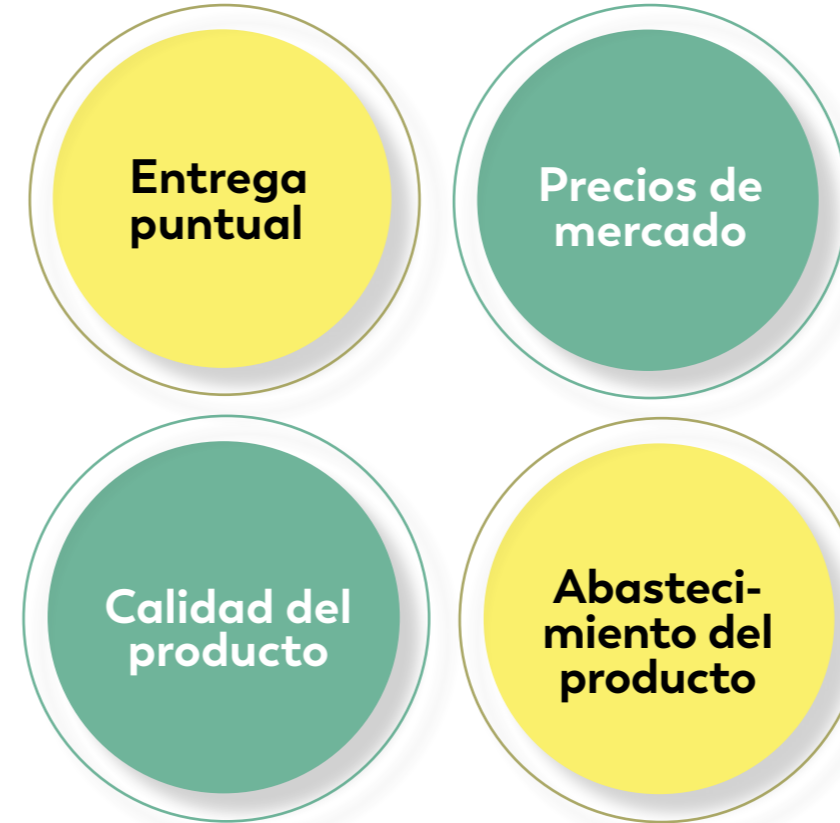 Entrega
puntual
Precios de
mercado
Calidad del
producto
Abasteci-
miento del
producto